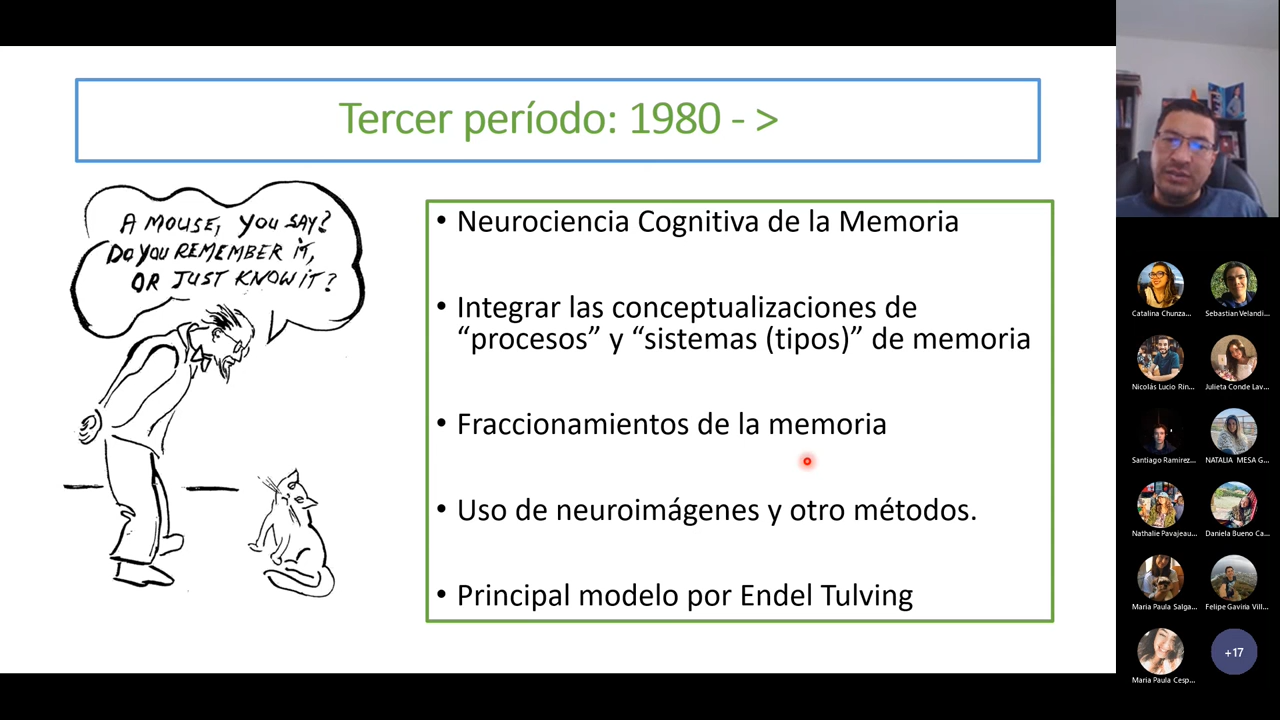 Tercer período: 1980 - >
A MOUSE, YOU SAY?
DO YOU REMEMBER IT,
OR JUST KNOW IT?
• Neurociencia Cognitiva de la Memoria
• Integrar las conceptualizaciones de
“procesos” y “sistemas (tipos)” de memoria
• Fraccionamientos de la memoria
• Uso de neuroimágenes y otro métodos.
• Principal modelo por Endel Tulving
Catalina Chunza...
Sebastian Velandi...
Nicolás Lucio Rin...
Julieta Conde Lav...
Santiago Ramirez...
NATALIA MESA G...
Nathalie Pavajeau...
Daniela Bueno Ca...
Maria Paula Salga...
Felipe Gaviria Vill...
Maria Paula Cesp...
+17